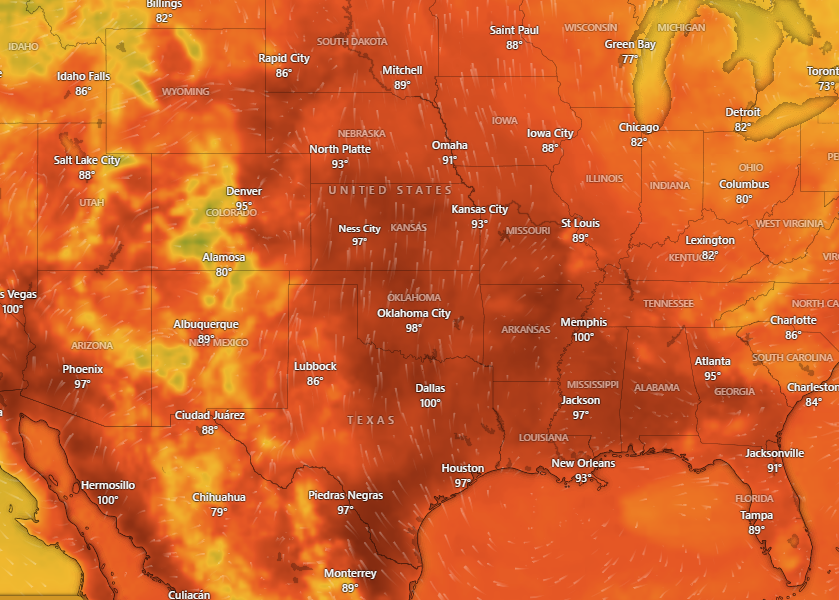 Billings
82°
Saint Paul
88°
WISCONSIN
MICHIGAN
IDAHO
SOUTH DAKOTA
Green Bay
77°
Rapid City
86°
Mitchell
89°
Idaho Falls
86°
Toront
73°
WYOMING
IOWA
Detroit
82°
NEBRASKA
North Platte
93°
Omaha
91°
Iowa City
88°
Chicago
82°
Salt Lake City
88°
PE
OHIO
Columbus
80°
ILLINOIS
INDIANA
UNITED STATES
Denver
95°
COLORADO
UTAH
Kansas City
93°
St Louis
89°
WEST VIRGINIA
Ness City
97°
KANSAS
MISSOURI
Lexington
82°
KENTUC
VIR
Alamosa
80°
s Vegas
100°
OKLAHOMA
Oklahoma City
98°
TENNESSEE
NORTH CA
Albuquerque
89°
NEW MEXICO
ARIZONA
ARKANSAS
Memphis
100°
Charlotte
86°
Phoenix
97°
Lubbock
86°
Atlanta
95°
SOUTH CAROLINA
Dallas
100°
MISSISSIPPI
ALABAMA
GEORGIA
Charleston
84°
Jackson
97°
Ciudad Juárez
88°
TEXAS
LOUISIANA
Houston
97°
New Orleans
93°
Jacksonville
91°
Hermosillo
100°
Chihuahua
79°
Piedras Negras
97°
FLORIDA
Tampa
89°
Monterrey
89°
Culiacán